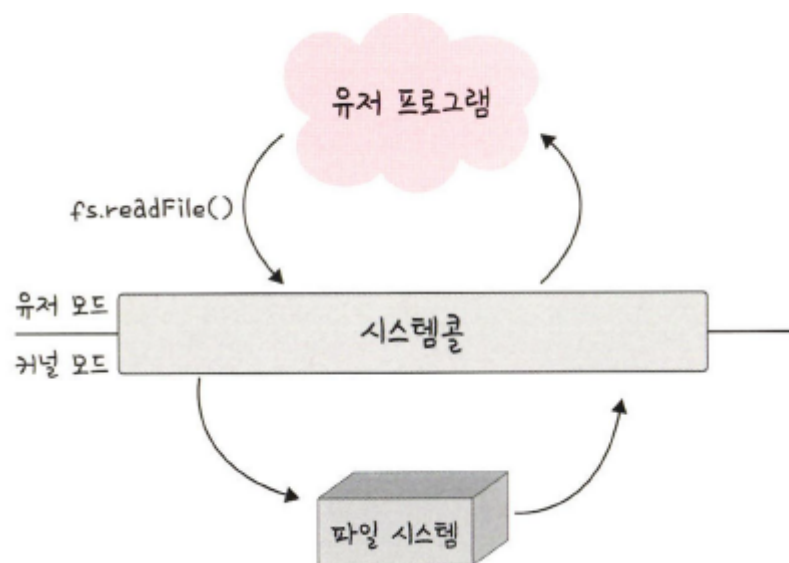 유저 프로그램
fs.readFile()
유저 모드
시스템콜
커널 모드
파일 시스템